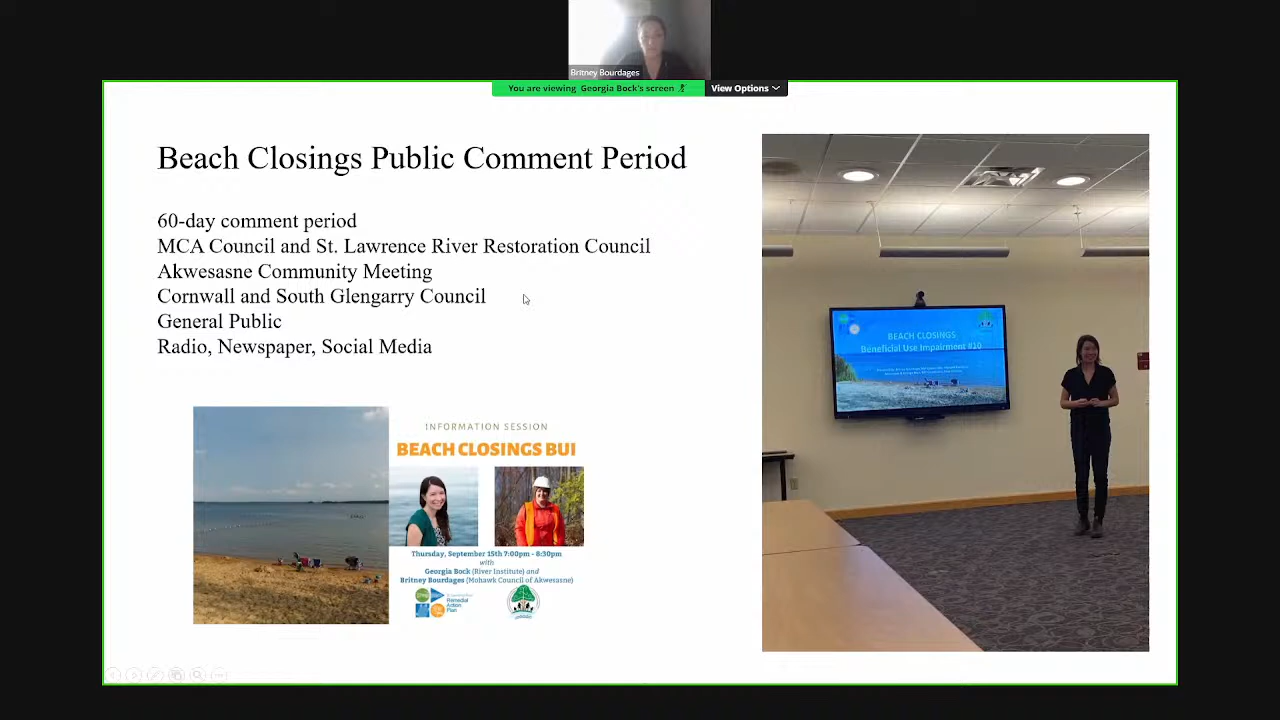 Britney Bourdages
You are viewing Georgia Bock's screen
View Options
Beach Closings Public Comment Period
60-day comment period
MCA Council and St. Lawrence River Restoration Council
Akwesasne Community Meeting
Cornwall and South Glengarry Council
General Public
Radio, Newspaper, Social Media
BEACH CLOSINGS
Beneficial Use Impairment #10
INFORMATION SESSION
BEACH CLOSINGS BUI
Thursday, September 15th 7:00pm - 8:30pm
with
Georgia Bock (River Institute) and
Britney Bourdages (Mohawk Council of Akwesasne)
Remedial
Action
Plan